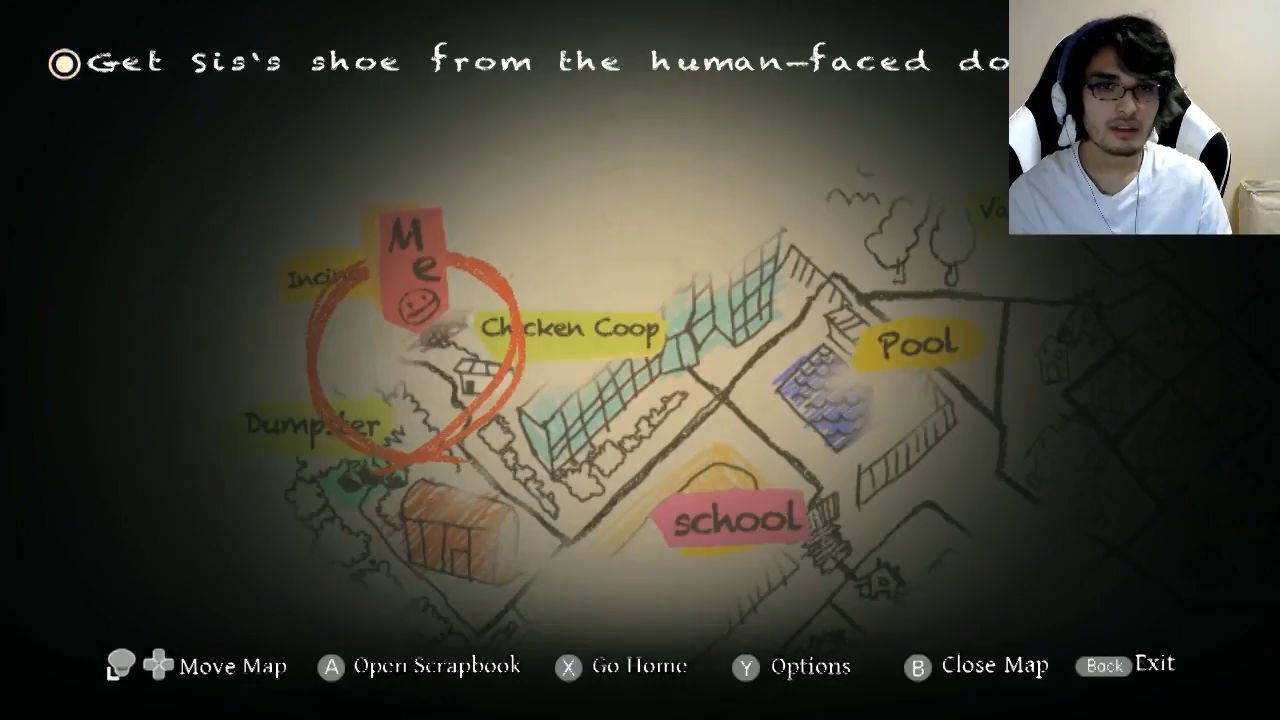 Get Sis's shoe from the human-faced do
Me
Chicken Coop
Pool
Dumpster
school
Move Map A Open Scrapbook X Go Home Y Options B Close Map Back Exit